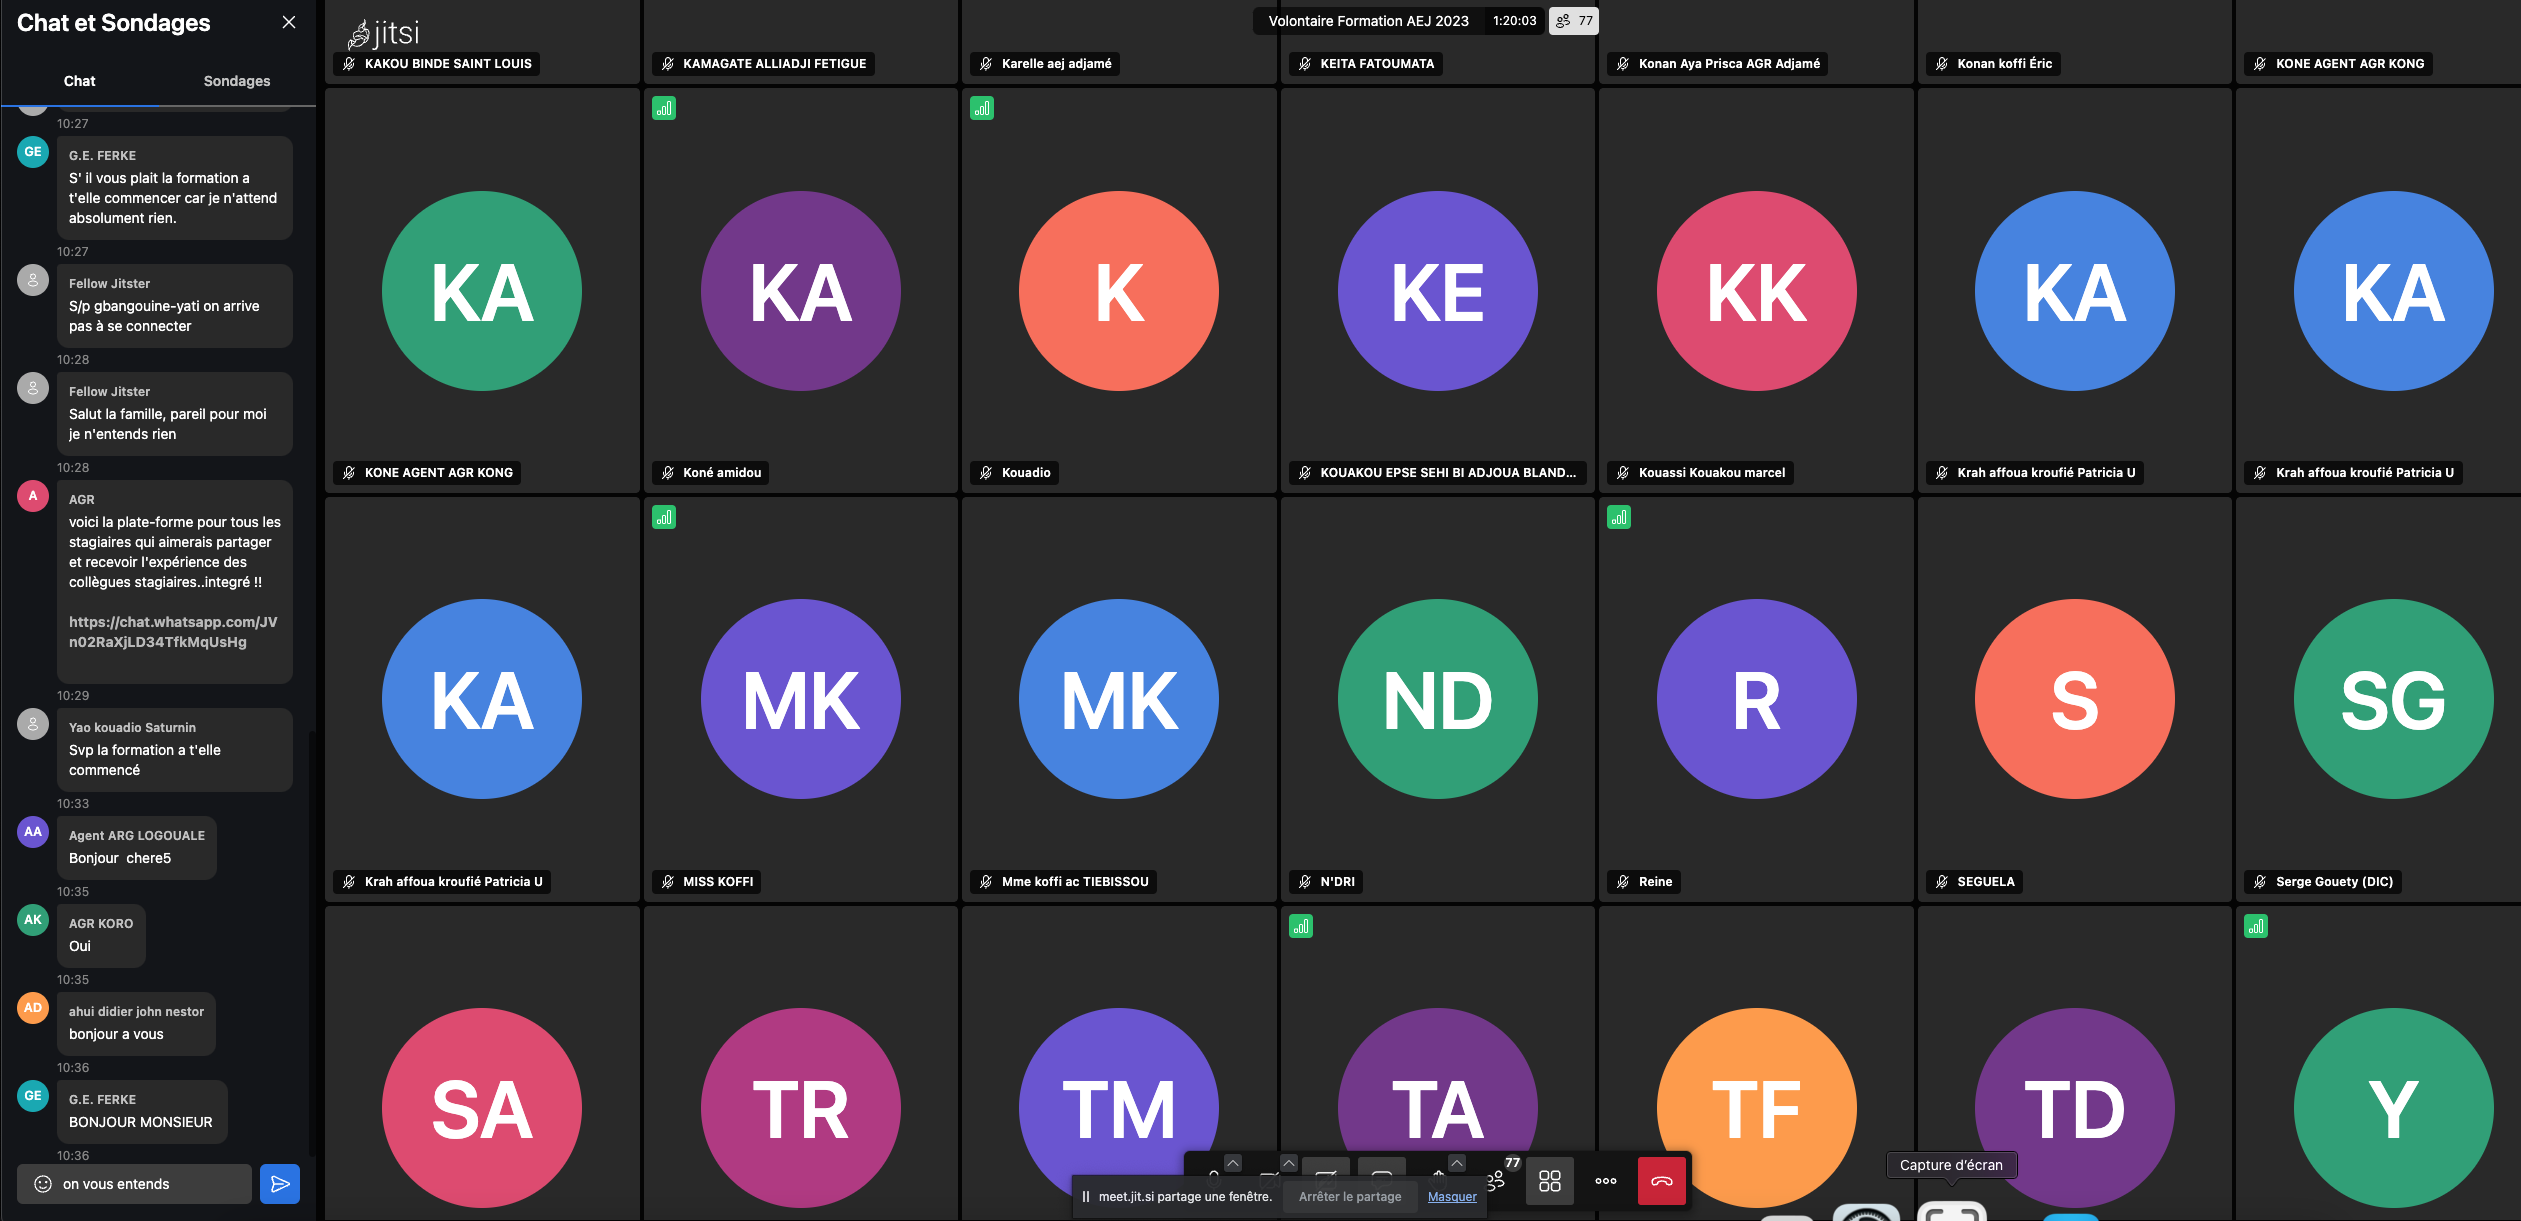 Chat et Sondages
Chat
Sondages
10:27
GE
G.E. FERKE
S' il vous plait la formation a
t'elle commencer car je n'attend
absolument rien.
10:27
Fellow Jitster
S/p gbangouine-yati on arrive
pas à se connecter
10:28
Fellow Jitster
Salut la famille, pareil pour moi
je n'entends rien
10:28
A
AGR
voici la plate-forme pour tous les
stagiaires qui aimerais partager
et recevoir l'expérience des
collègues stagiaires..integré !!
https://chat.whatsapp.com/JV
n02RaXjLD34TfkMqUsHg
10:29
Yao kouadio Saturnin
Svp la formation a t'elle
commencé
10:33
AA
Agent ARG LOGOUALE
Bonjour  chere5
10:35
AK
AGR KORO
Oui
10:35
AD
ahui didier john nestor
bonjour a vous
10:36
GE
G.E. FERKE
BONJOUR MONSIEUR
10:36
on vous entends
jitsi
Volontaire Formation AEJ 2023
1:20:03
77
KAKOU BINDE SAINT LOUIS
KAMAGATE ALLIADJI FETIGUE
Karelle aej adjamé
KEITA FATOUMATA
Konan Aya Prisca AGR Adjamé
Konan koffi Éric
KONE AGENT AGR KONG
KA
KA
K
KE
KK
KA
KA
KONE AGENT AGR KONG
Koné amidou
Kouadio
KOUAKOU EPSE SEHI BI ADJOUA BLAND...
Kouassi Kouakou marcel
Krah affoua kroufié Patricia U
Krah affoua kroufié Patricia U
KA
MK
MK
ND
R
S
SG
Krah affoua kroufié Patricia U
MISS KOFFI
Mme koffi ac TIEBISSOU
N'DRI
Reine
SEGUELA
Serge Gouety (DIC)
SA
TR
TM
TA
TF
TD
Y
77
Capture d'écran
meet.jit.si partage une fenêtre.
Arrêter le partage
Masquer